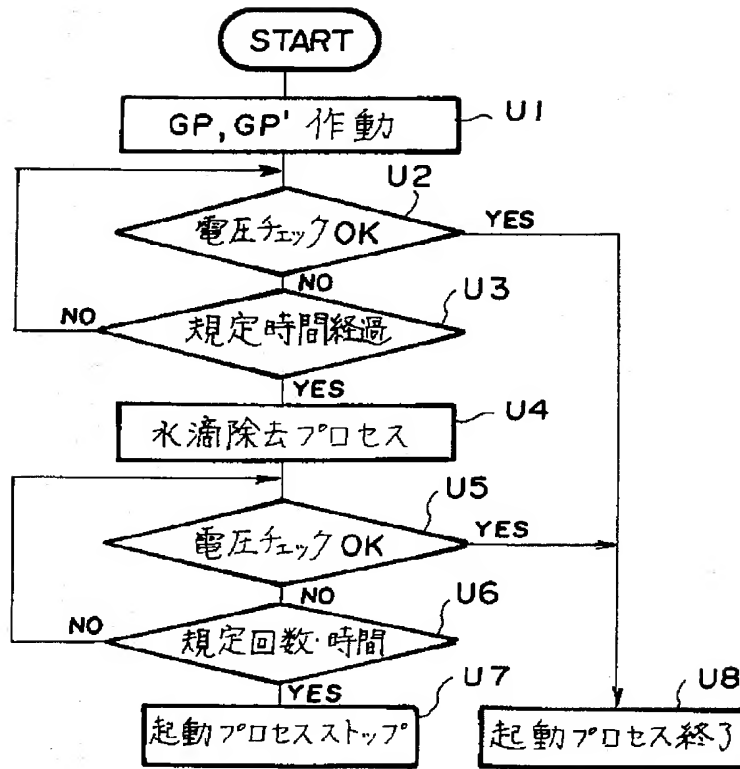 START
GP, GP' 作動
U1
U2
電圧チェックOK
YES
NO
U3
規定時間経過
NO
YES
U4
水滴除去プロセス
U5
電圧チェックOK
YES
NO
U6
規定回数・時間
NO
YES
U7
起動プロセスストップ
U8
起動プロセス終了